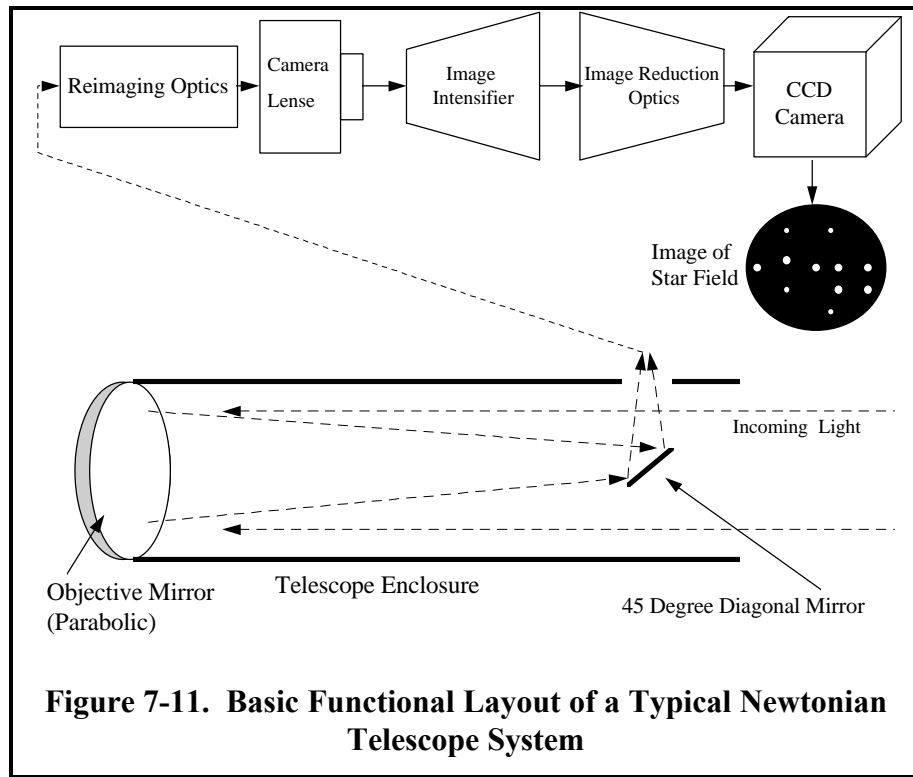 Reimaging Optics
Camera
Lense
Image
Intensifier
Image Reduction
Optics
CCD
Camera
Image of
Star Field
Incoming Light
Objective Mirror
(Parabolic)
Telescope Enclosure
45 Degree Diagonal Mirror
Figure 7-11. Basic Functional Layout of a Typical Newtonian
Telescope System